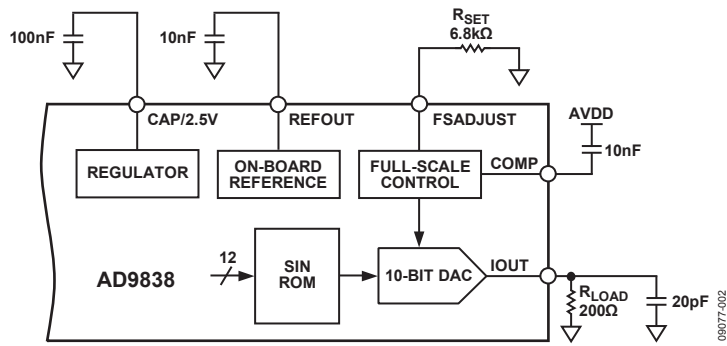 100nF
10nF
RSET
6.8kΩ
CAP/2.5V
REFOUT
FSADJUST
AVDD
REGULATOR
ON-BOARD
REFERENCE
FULL-SCALE
CONTROL
COMP
10nF
AD9838
12
SIN
ROM
10-BIT DAC
IOUT
RLOAD
200Ω
20pF
09077-002